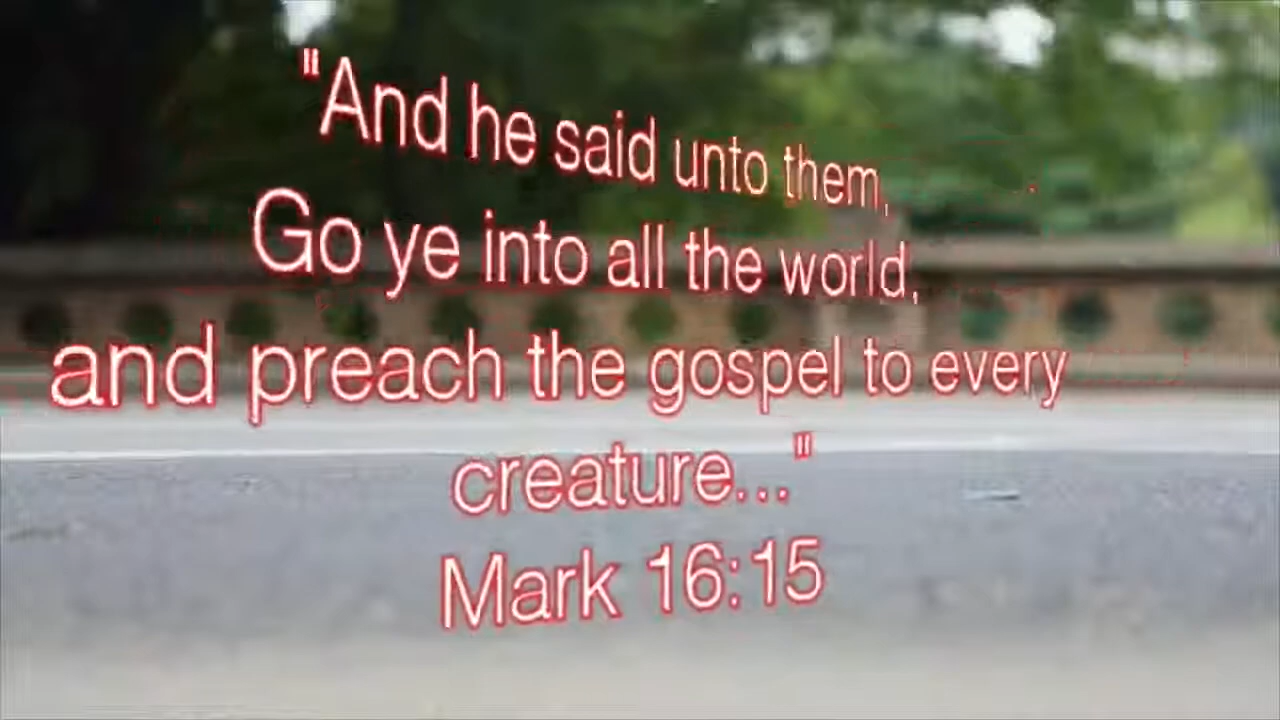 "And he said unto them,
Go ye into all the world,
and preach the gospel to every
creature..."
Mark 16:15